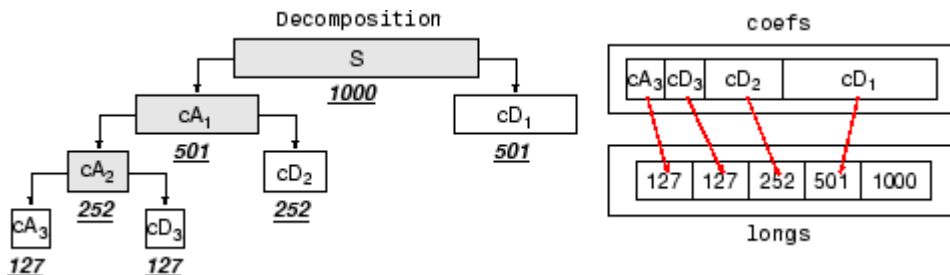 Decomposition
S
1000
cA1
501
cD1
501
cA2
252
cD2
252
cA3
127
cD3
127
coefs
cA3 cD3 cD2 cD1
127 127 252 501 1000
longs